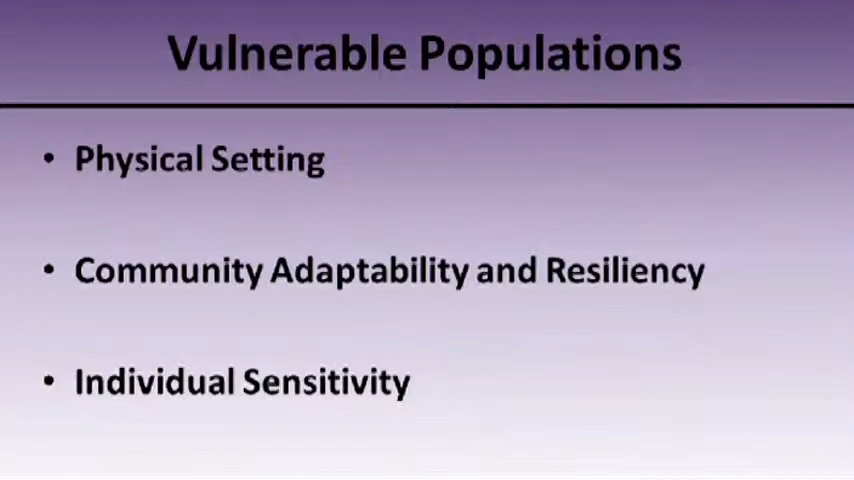 Vulnerable Populations
• Physical Setting
• Community Adaptability and Resiliency
• Individual Sensitivity